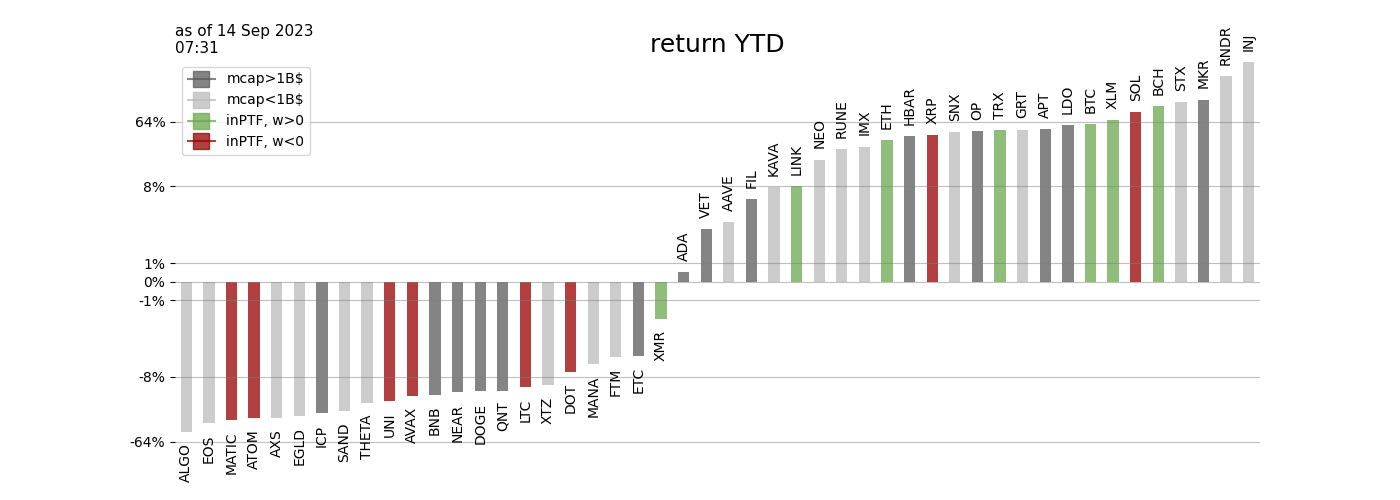 as of 14 Sep 2023
07:31
return YTD
mcap>1B$
mcap<1B$
inPTF, w>0
inPTF, w<0
64%
8%
1%
0%
-1%
-8%
-64%
ALGO
EOS
MATIC
ATOM
AXS
EGLD
ICP
SAND
THETA
UNI
AVAX
BNB
NEAR
DOGE
QNT
LTC
XTZ
DOT
MANA
FTM
ETC
XMR
ADA
VET
AAVE
FIL
KAVA
LINK
NEO
RUNE
IMX
ETH
HBAR
XRP
SNX
OP
TRX
GRT
APT
LDO
BTC
XLM
SOL
BCH
STX
MKR
RNDR
INJ